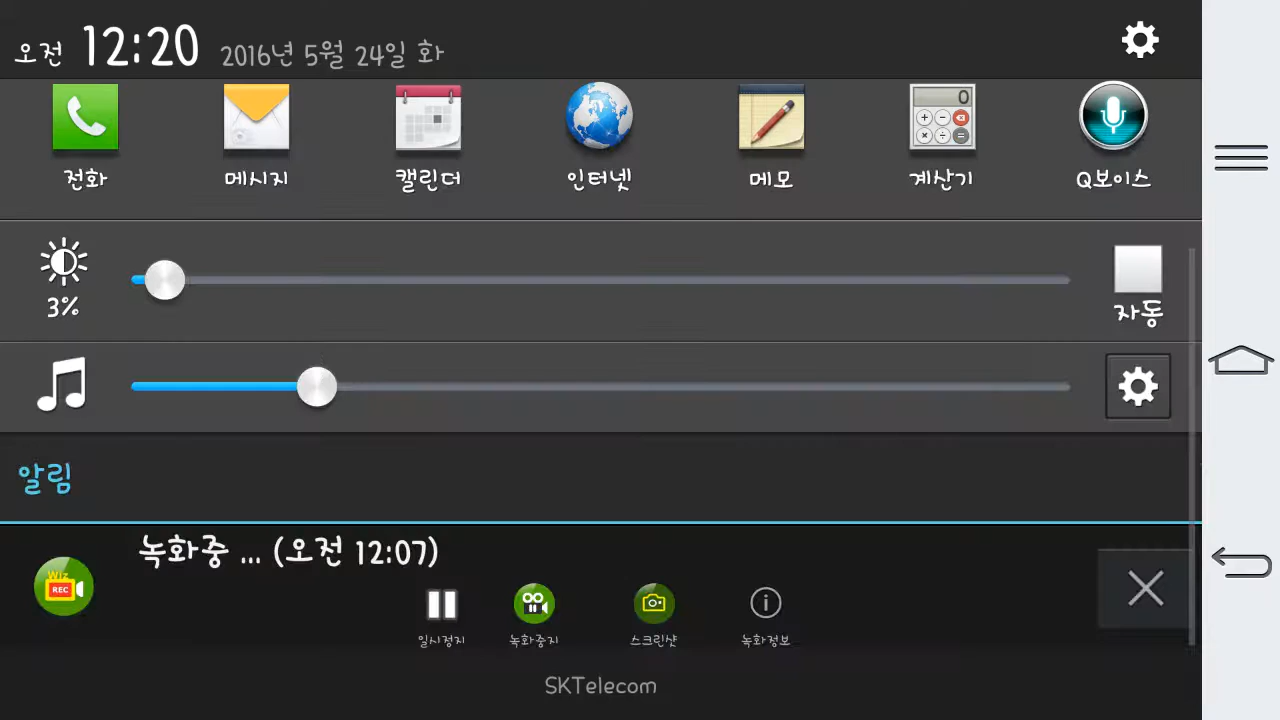 오전 12:20 2016년 5월 24일 화
전화 메시지 캘린더 인터넷 메모 계산기 Q보이스
0
3%
자동
알림
녹화중 ... (오전 12:07)
Wiz
REC
일시정지 녹화중지 스크린샷 녹화정보
SKTelecom